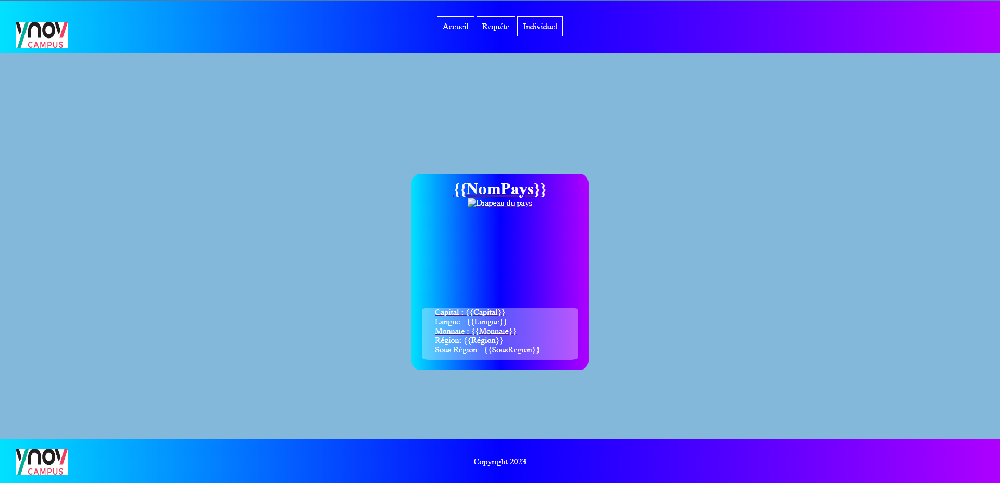 ynov
CAMPUS
Accueil
Requête
Individuel
{{NomPays}}
Drapeau du pays
Capital : {{Capital}}
Langue : {{Langue}}
Monnaie : {{Monnaie}}
Région: {{Région}}
Sous Région : {{SousRegion}}
ynov
CAMPUS
Copyright 2023